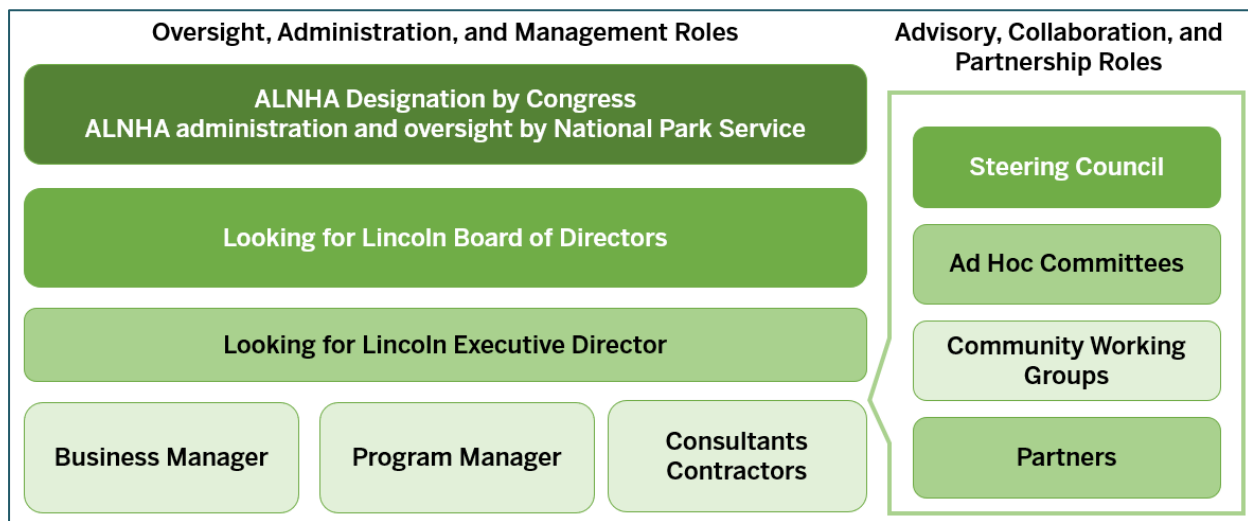 Oversight, Administration, and Management Roles
ALNHA Designation by Congress
ALNHA administration and oversight by National Park Service
Looking for Lincoln Board of Directors
Looking for Lincoln Executive Director
Business Manager
Program Manager
Consultants
Contractors
Advisory, Collaboration, and
Partnership Roles
Steering Council
Ad Hoc Committees
Community Working
Groups
Partners